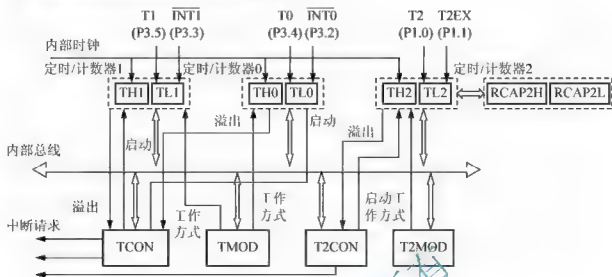 T1 INT1 T0 INT0 T2 T2EX
(P3.5) (P3.3) (P3.4) (P3.2) (P1.0) (P1.1)
内部时钟
定时/计数器1 定时/计数器0 定时/计数器2
TH1 TL1 TH0 TL0 TH2 TL2 RCAP2H RCAP2L
启动 溢出 启动 溢出
内部总线
溢出 工作方式 工作方式 启动工作方式
中断请求
TCON TMOD T2CON T2MOD